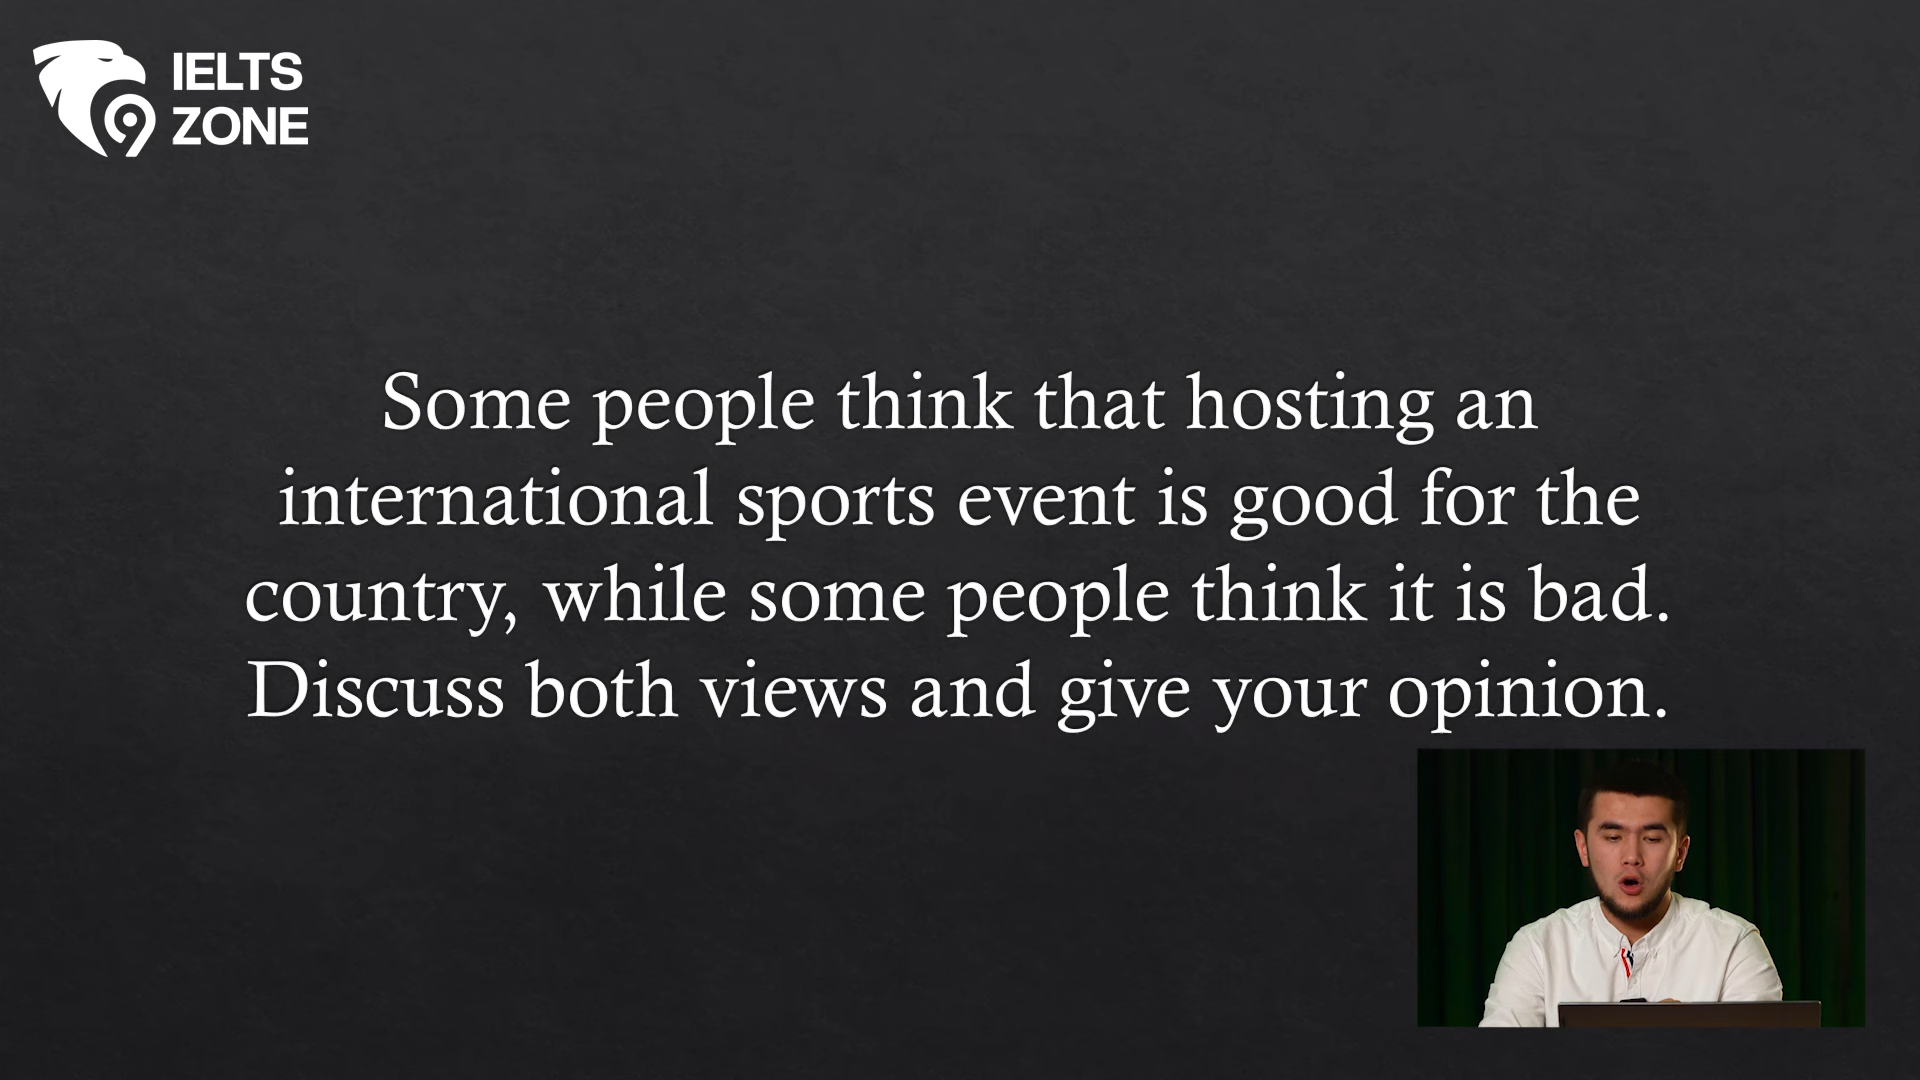 IELTS
ZONE
Some people think that hosting an
international sports event is good for the
country, while some people think it is bad.
Discuss both views and give your opinion.